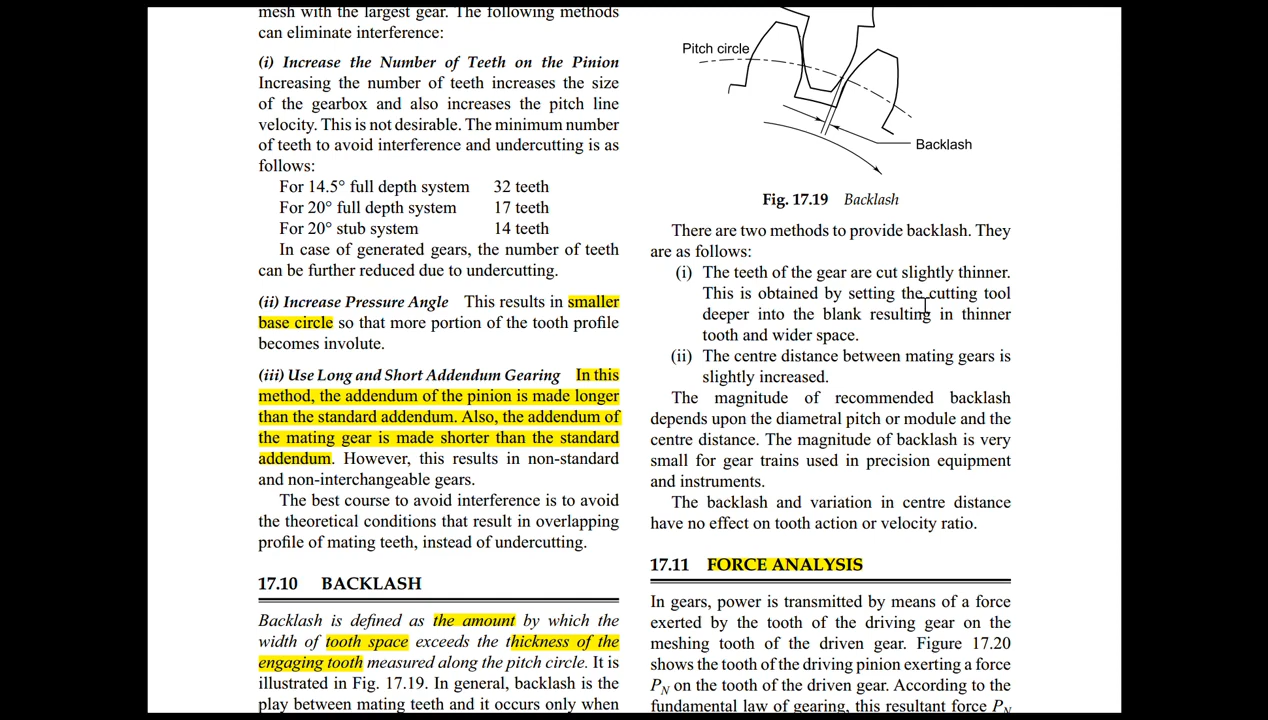 mesh with the largest gear. The following methods
can eliminate interference:
(i) Increase the Number of Teeth on the Pinion
Increasing the number of teeth increases the size
of the gearbox and also increases the pitch line
velocity. This is not desirable. The minimum number
of teeth to avoid interference and undercutting is as
follows:
For 14.5° full depth system 32 teeth
For 20° full depth system 17 teeth
For 20° stub system 14 teeth
In case of generated gears, the number of teeth
can be further reduced due to undercutting.
(ii) Increase Pressure Angle This results in smaller
base circle so that more portion of the tooth profile
becomes involute.
(iii) Use Long and Short Addendum Gearing In this
method, the addendum of the pinion is made longer
than the standard addendum. Also, the addendum of
the mating gear is made shorter than the standard
addendum. However, this results in non-standard
and non-interchangeable gears.
The best course to avoid interference is to avoid
the theoretical conditions that result in overlapping
profile of mating teeth, instead of undercutting.
17.10 BACKLASH
Backlash is defined as the amount by which the
width of tooth space exceeds the thickness of the
engaging tooth measured along the pitch circle. It is
illustrated in Fig. 17.19. In general, backlash is the
play between mating teeth and it occurs only when
Pitch circle
Backlash
Fig. 17.19 Backlash
There are two methods to provide backlash. They
are as follows:
(i) The teeth of the gear are cut slightly thinner.
This is obtained by setting the cutting tool
deeper into the blank resulting in thinner
tooth and wider space.
(ii) The centre distance between mating gears is
slightly increased.
The magnitude of recommended backlash
depends upon the diametral pitch or module and the
centre distance. The magnitude of backlash is very
small for gear trains used in precision equipment
and instruments.
The backlash and variation in centre distance
have no effect on tooth action or velocity ratio.
17.11 FORCE ANALYSIS
In gears, power is transmitted by means of a force
exerted by the tooth of the driving gear on the
meshing tooth of the driven gear. Figure 17.20
shows the tooth of the driving pinion exerting a force
P_N on the tooth of the driven gear. According to the
fundamental law of gearing, this resultant force P_N